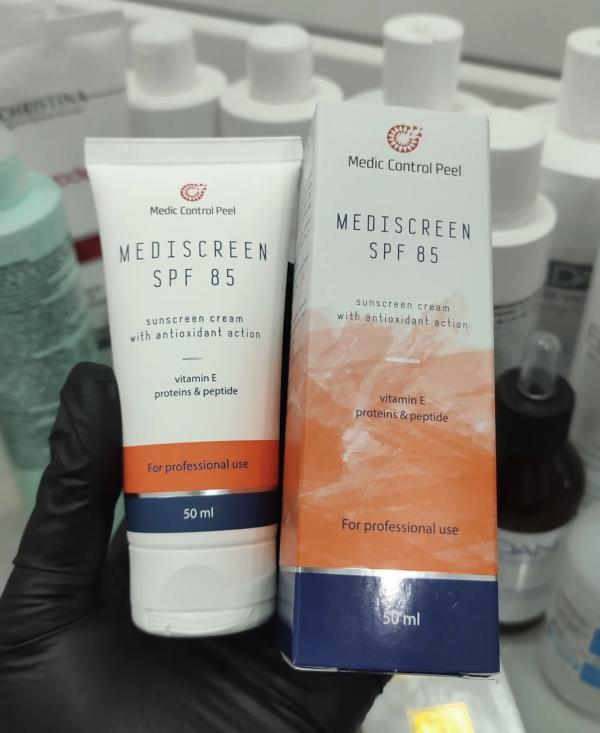 CHRISTINA
Medic Control Peel
MEDISCREEN
SPF 85
sunscreen cream
with antioxidant action
vitamin E
proteins & peptide
For professional use
50 ml
Medic Control Peel
MEDISCREEN
SPF 85
sunscreen cream
with antioxidant action
vitamin E
proteins & peptide
For professional use
50 ml